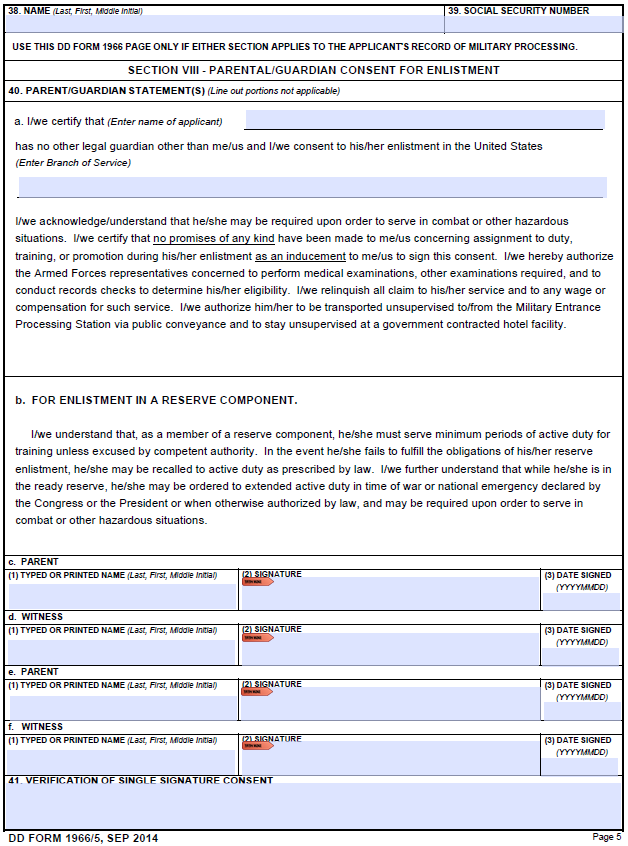 38. NAME (Last, First, Middle Initial)
39. SOCIAL SECURITY NUMBER
USE THIS DD FORM 1966 PAGE ONLY IF EITHER SECTION APPLIES TO THE APPLICANT'S RECORD OF MILITARY PROCESSING.
SECTION VIII - PARENTAL/GUARDIAN CONSENT FOR ENLISTMENT
40. PARENT/GUARDIAN STATEMENT(S) (Line out portions not applicable)
a. I/we certify that (Enter name of applicant)
has no other legal guardian other than me/us and I/we consent to his/her enlistment in the United States
(Enter Branch of Service)
I/we acknowledge/understand that he/she may be required upon order to serve in combat or other hazardous
situations. I/we certify that no promises of any kind have been made to me/us concerning assignment to duty,
training, or promotion during his/her enlistment as an inducement to me/us to sign this consent. I/we hereby authorize
the Armed Forces representatives concerned to perform medical examinations, other examinations required, and to
conduct records checks to determine his/her eligibility. I/we relinquish all claim to his/her service and to any wage or
compensation for such service. I/we authorize him/her to be transported unsupervised to/from the Military Entrance
Processing Station via public conveyance and to stay unsupervised at a government contracted hotel facility.
b. FOR ENLISTMENT IN A RESERVE COMPONENT.
I/we understand that, as a member of a reserve component, he/she must serve minimum periods of active duty for
training unless excused by competent authority. In the event he/she fails to fulfill the obligations of his/her reserve
enlistment, he/she may be recalled to active duty as prescribed by law. I/we further understand that while he/she is in
the ready reserve, he/she may be ordered to extended active duty in time of war or national emergency declared by
the Congress or the President or when otherwise authorized by law, and may be required upon order to serve in
combat or other hazardous situations.
c. PARENT
(1) TYPED OR PRINTED NAME (Last, First, Middle Initial)
(2) SIGNATURE
(3) DATE SIGNED
(YYYYMMDD)
d. WITNESS
(1) TYPED OR PRINTED NAME (Last, First, Middle Initial)
(2) SIGNATURE
(3) DATE SIGNED
(YYYYMMDD)
e. PARENT
(1) TYPED OR PRINTED NAME (Last, First, Middle Initial)
(2) SIGNATURE
(3) DATE SIGNED
(YYYYMMDD)
f. WITNESS
(1) TYPED OR PRINTED NAME (Last, First, Middle Initial)
(2) SIGNATURE
(3) DATE SIGNED
(YYYYMMDD)
41. VERIFICATION OF SINGLE SIGNATURE CONSENT
DD FORM 1966/5, SEP 2014
Page 5